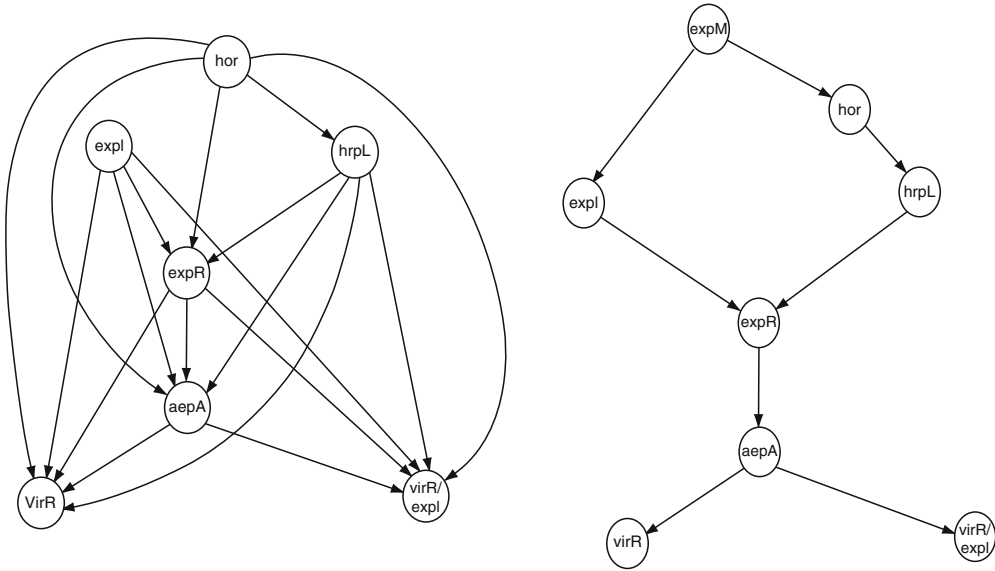 hor
expI
hrpL
expR
aepA
VirR
virR/
expI
expM
hor
hrpL
expI
expR
aepA
virR
virR/
expI